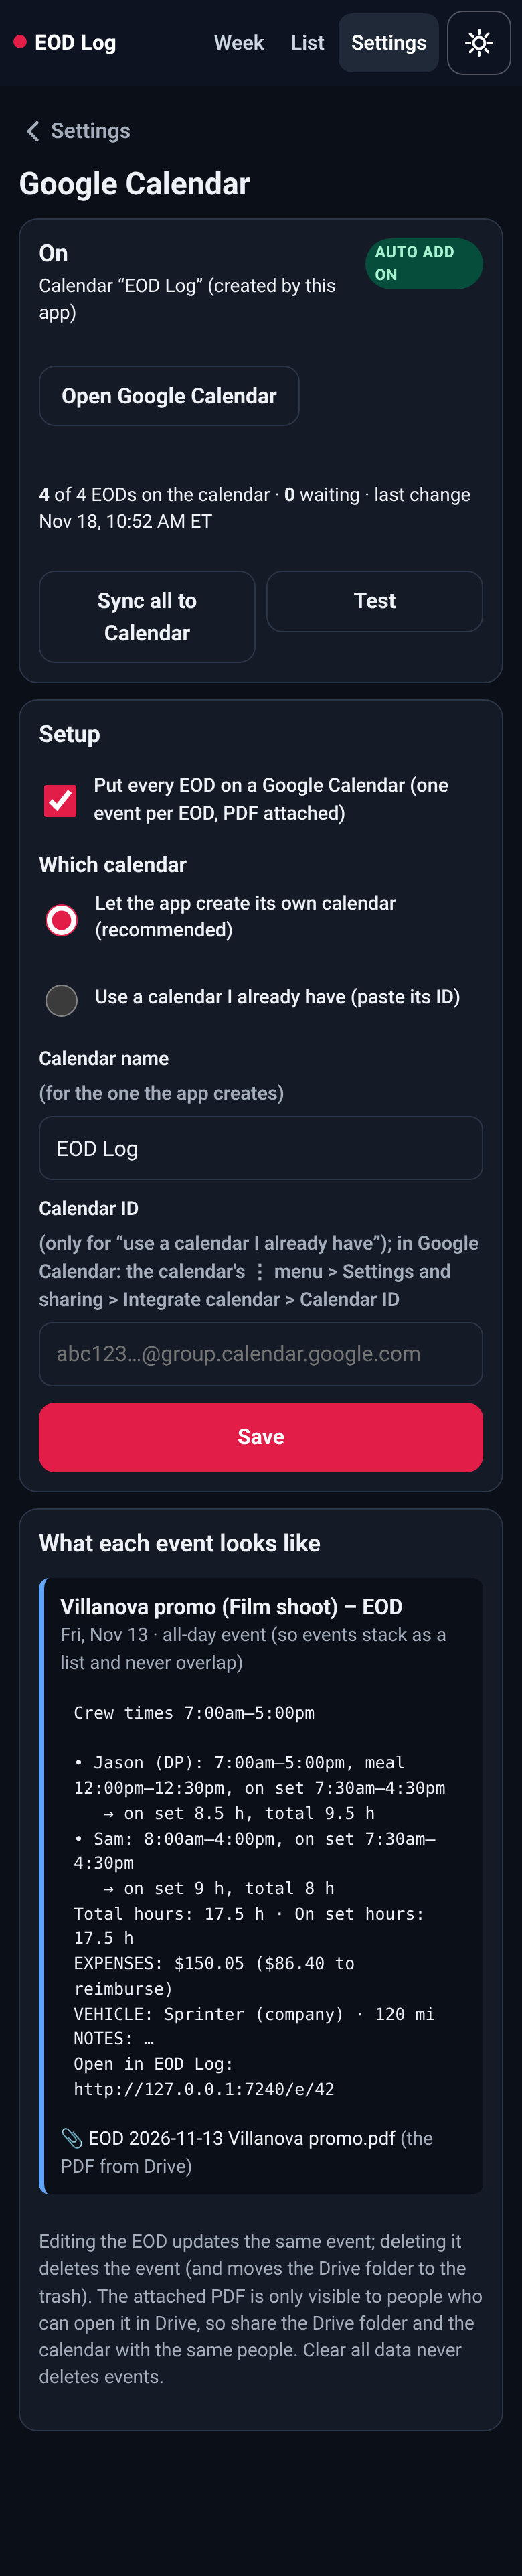 EOD Log
Week
List
Settings
Settings
Google Calendar
On
AUTO ADD
ON
Calendar “EOD Log” (created by this
app)
Open Google Calendar
4 of 4 EODs on the calendar · 0 waiting · last change
Nov 18, 10:52 AM ET
Sync all to
Calendar
Test
Setup
Put every EOD on a Google Calendar (one
event per EOD, PDF attached)
Which calendar
Let the app create its own calendar
(recommended)
Use a calendar I already have (paste its ID)
Calendar name
(for the one the app creates)
EOD Log
Calendar ID
(only for “use a calendar I already have”); in Google
Calendar: the calendar's ⋮ menu > Settings and
sharing > Integrate calendar > Calendar ID
abc123…@group.calendar.google.com
Save
What each event looks like
Villanova promo (Film shoot) – EOD
Fri, Nov 13 · all-day event (so events stack as a
list and never overlap)
Crew times 7:00am–5:00pm
• Jason (DP): 7:00am–5:00pm, meal
12:00pm–12:30pm, on set 7:30am–4:30pm
→ on set 8.5 h, total 9.5 h
• Sam: 8:00am–4:00pm, on set 7:30am–
4:30pm
→ on set 9 h, total 8 h
Total hours: 17.5 h · On set hours:
17.5 h
EXPENSES: $150.05 ($86.40 to
reimburse)
VEHICLE: Sprinter (company) · 120 mi
NOTES: …
Open in EOD Log:
http://127.0.0.1:7240/e/42
📎 EOD 2026-11-13 Villanova promo.pdf (the
PDF from Drive)
Editing the EOD updates the same event; deleting it
deletes the event (and moves the Drive folder to the
trash). The attached PDF is only visible to people who
can open it in Drive, so share the Drive folder and the
calendar with the same people. Clear all data never
deletes events.